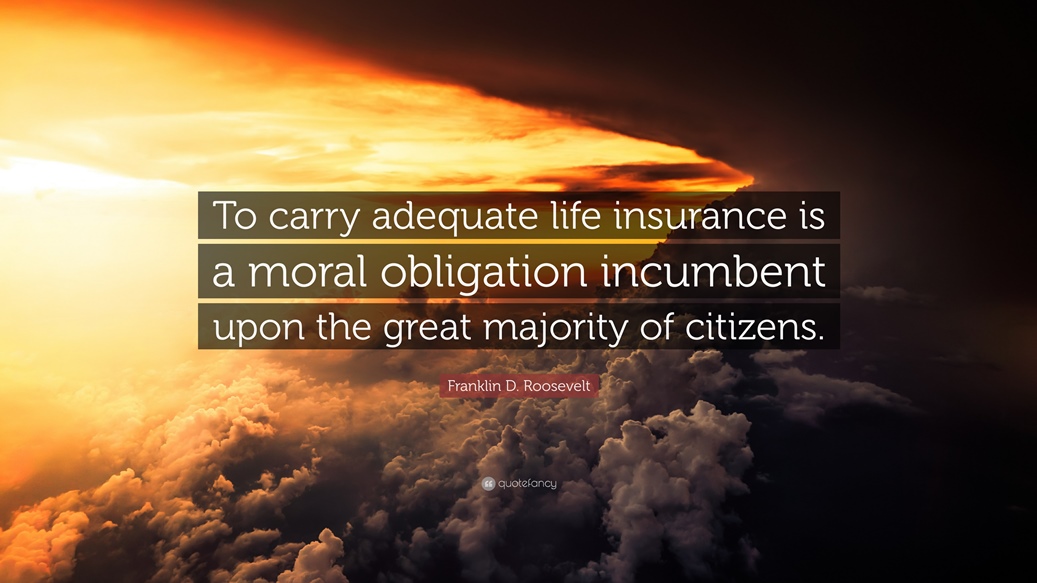 To carry adequate life insurance is
a moral obligation incumbent
upon the great majority of citizens.
Franklin D. Roosevelt
quotefancy